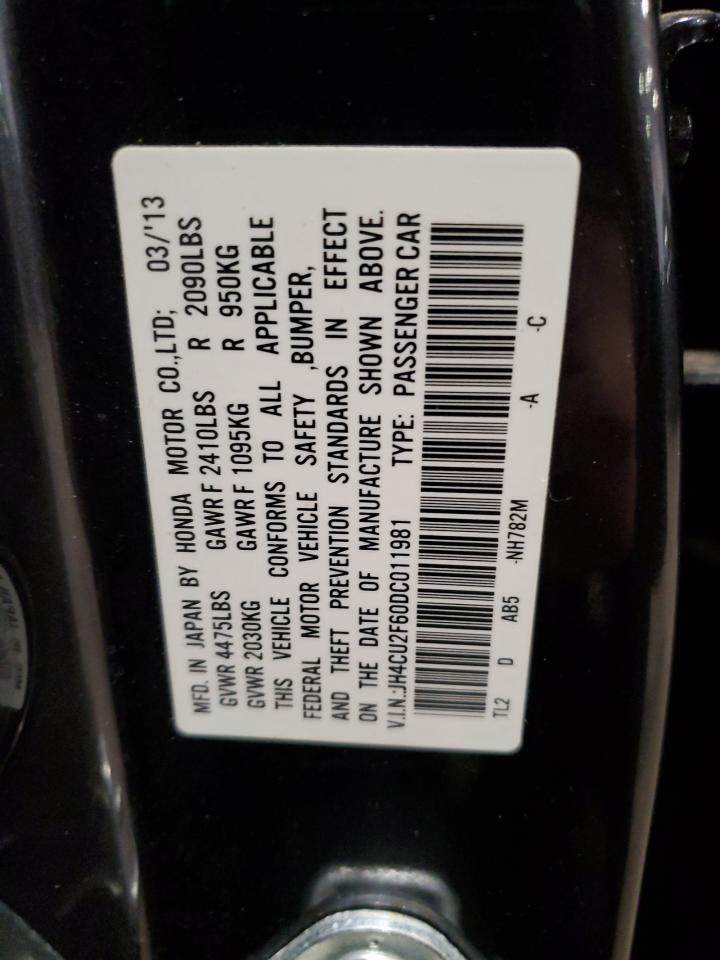 MFD. IN JAPAN BY HONDA MOTOR CO.,LTD; 03/'13
GVWR 4475LBS GAWR F 2410LBS R 2090LBS
GVWR 2030KG GAWR F 1095KG R 950KG
THIS VEHICLE CONFORMS TO ALL APPLICABLE
FEDERAL MOTOR VEHICLE SAFETY ,BUMPER,
AND THEFT PREVENTION STANDARDS IN EFFECT
ON THE DATE OF MANUFACTURE SHOWN ABOVE.
V.I.N.:JH4CU2F60DC011981 TYPE: PASSENGER CAR
TL2 D AB5 -NH782M -A -C